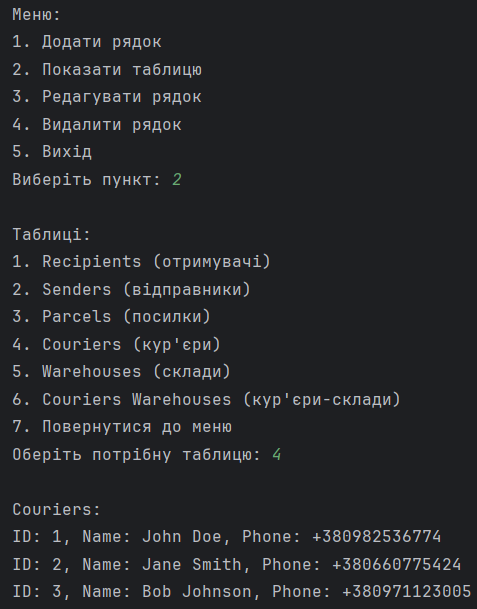 Меню:
1. Додати рядок
2. Показати таблицю
3. Редагувати рядок
4. Видалити рядок
5. Вихід
Виберіть пункт: 2
Таблиці:
1. Recipients (отримувачі)
2. Senders (відправники)
3. Parcels (посилки)
4. Couriers (кур'єри)
5. Warehouses (склади)
6. Couriers Warehouses (кур'єри-склади)
7. Повернутися до меню
Оберіть потрібну таблицю: 4
Couriers:
ID: 1, Name: John Doe, Phone: +380982536774
ID: 2, Name: Jane Smith, Phone: +380660775424
ID: 3, Name: Bob Johnson, Phone: +380971123005